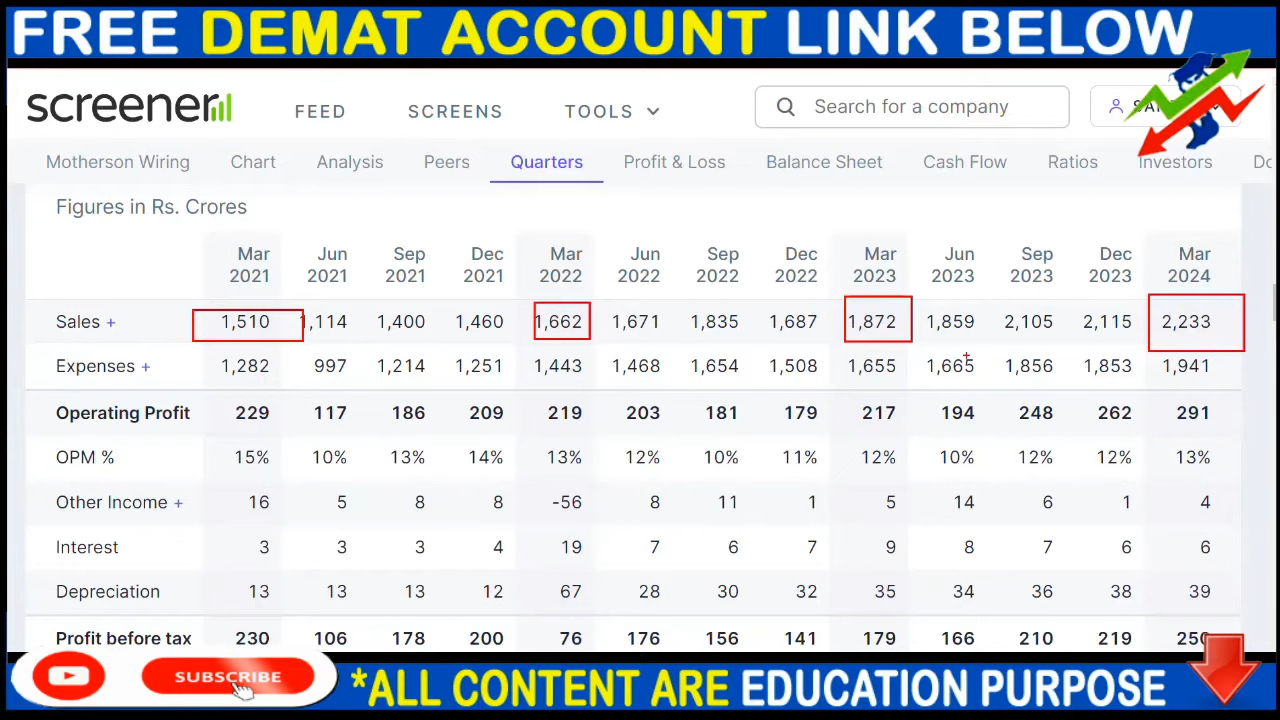 FREE DEMAT ACCOUNT LINK BELOW
screener FEED SCREENS TOOLS Search for a company
Motherson Wiring Chart Analysis Peers Quarters Profit & Loss Balance Sheet Cash Flow Ratios Investors
Figures in Rs. Crores
Mar 2021 Jun 2021 Sep 2021 Dec 2021 Mar 2022 Jun 2022 Sep 2022 Dec 2022 Mar 2023 Jun 2023 Sep 2023 Dec 2023 Mar 2024
Sales + 1,510 1,114 1,400 1,460 1,662 1,671 1,835 1,687 1,872 1,859 2,105 2,115 2,233
Expenses + 1,282 997 1,214 1,251 1,443 1,468 1,654 1,508 1,655 1,665 1,856 1,853 1,941
Operating Profit 229 117 186 209 219 203 181 179 217 194 248 262 291
OPM % 15% 10% 13% 14% 13% 12% 10% 11% 12% 10% 12% 12% 13%
Other Income + 16 5 8 8 -56 8 11 1 5 14 6 1 4
Interest 3 3 3 4 19 7 6 7 9 8 7 6 6
Depreciation 13 13 13 12 67 28 30 32 35 34 36 38 39
Profit before tax 230 106 178 200 76 176 156 141 179 166 210 219 250
SUBSCRIBE
*ALL CONTENT ARE EDUCATION PURPOSE